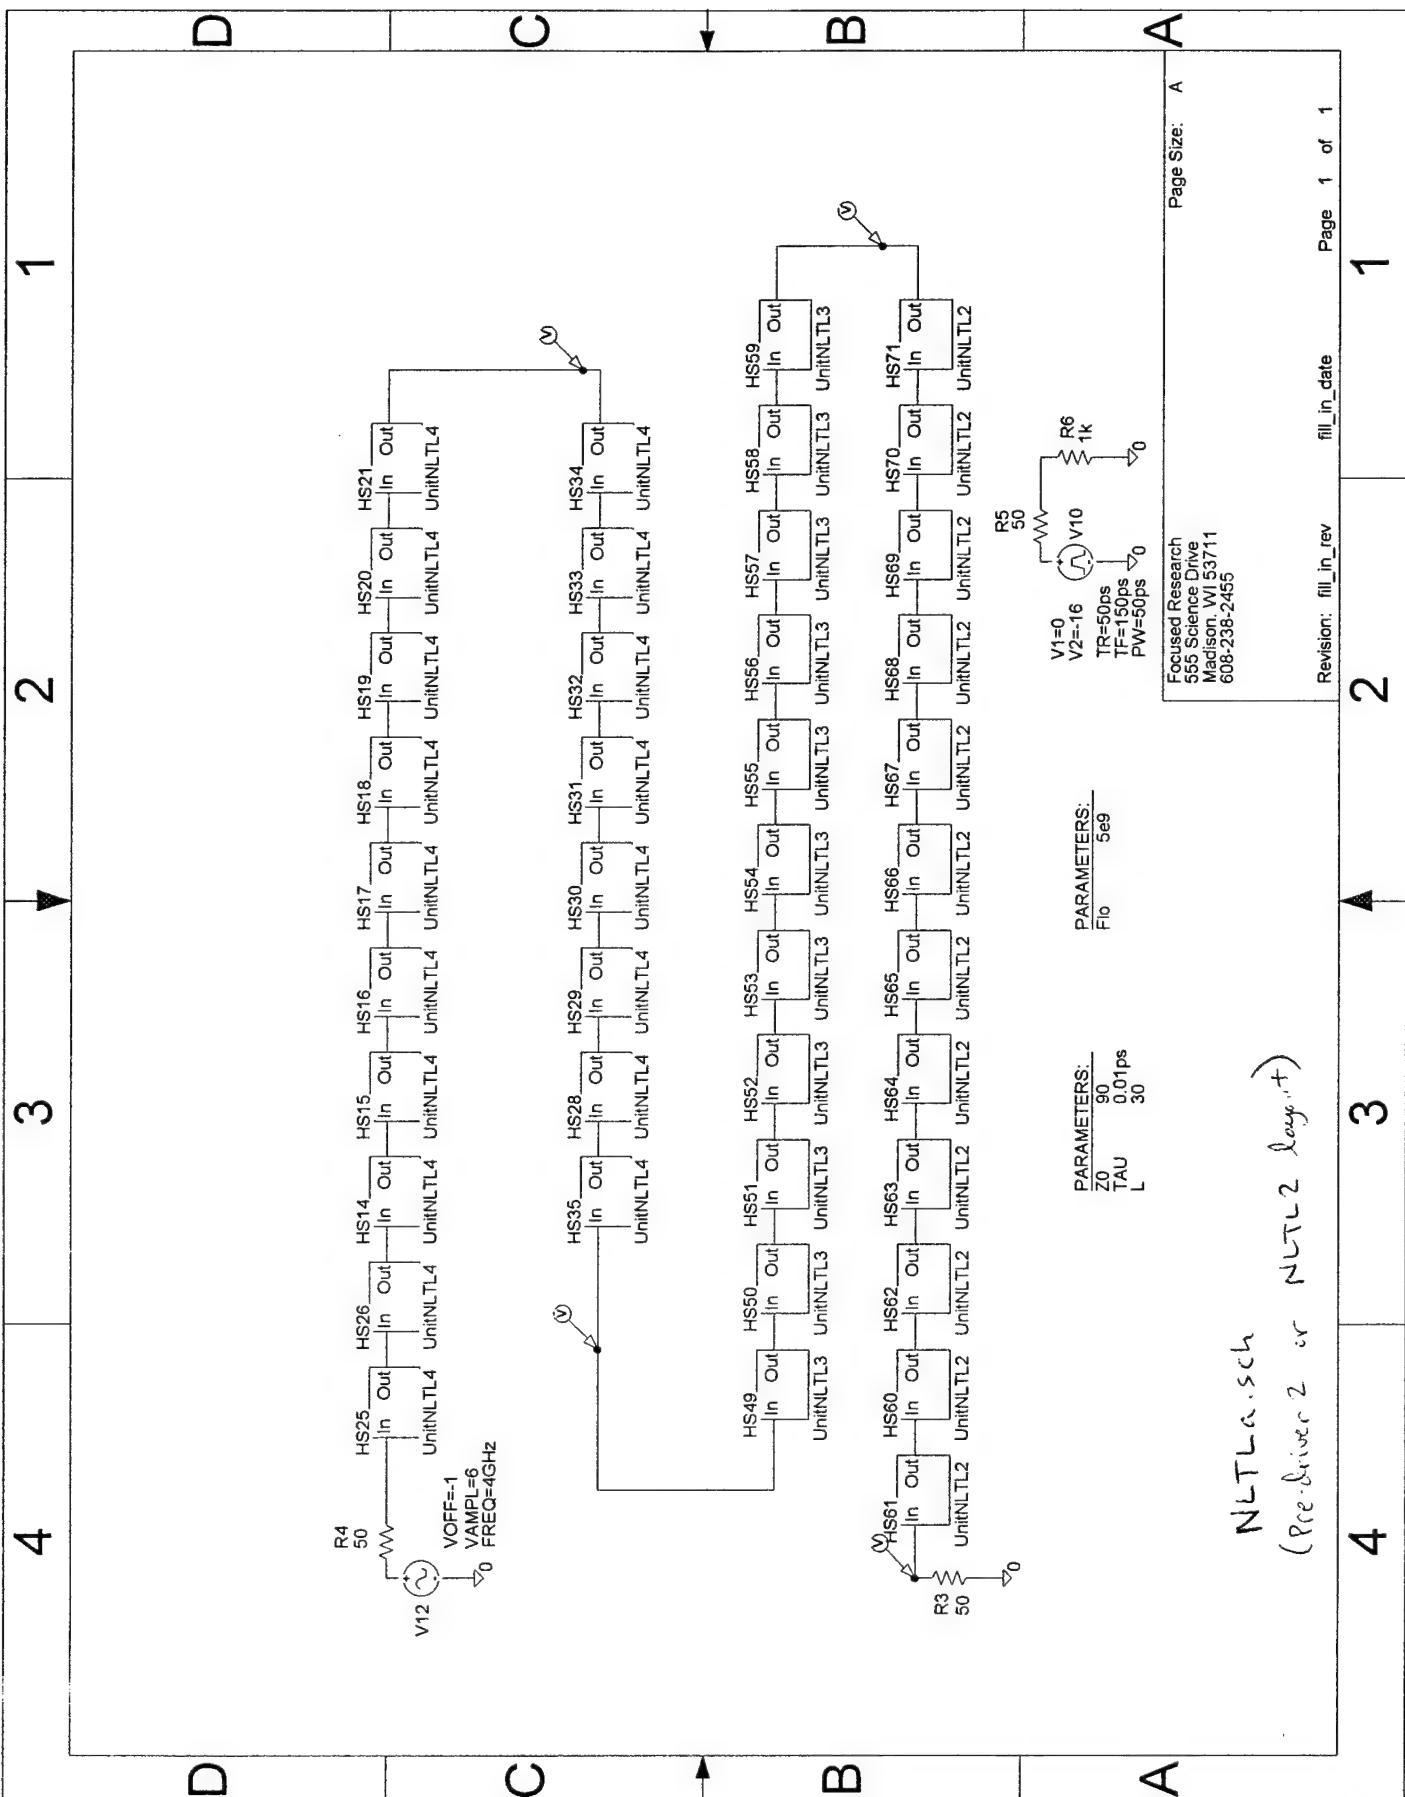 4 3 2 1
D
C
B
A
R4
50
V12
VOFF=-1
VAMPL=6
FREQ=4GHz
0
HS25 HS26 HS14 HS15 HS16 HS17 HS18 HS19 HS20 HS21
In Out In Out In Out In Out In Out In Out In Out In Out In Out In Out
UnitNLTL4 UnitNLTL4 UnitNLTL4 UnitNLTL4 UnitNLTL4 UnitNLTL4 UnitNLTL4 UnitNLTL4 UnitNLTL4 UnitNLTL4
V
HS35 HS28 HS29 HS30 HS31 HS32 HS33 HS34
In Out In Out In Out In Out In Out In Out In Out In Out
UnitNLTL4 UnitNLTL4 UnitNLTL4 UnitNLTL4 UnitNLTL4 UnitNLTL4 UnitNLTL4 UnitNLTL4
V
HS49 HS50 HS51 HS52 HS53 HS54 HS55 HS56 HS57 HS58 HS59
In Out In Out In Out In Out In Out In Out In Out In Out In Out In Out In Out
UnitNLTL3 UnitNLTL3 UnitNLTL3 UnitNLTL3 UnitNLTL3 UnitNLTL3 UnitNLTL3 UnitNLTL3 UnitNLTL3 UnitNLTL3 UnitNLTL3
V
HS61 HS60 HS62 HS63 HS64 HS65 HS66 HS67 HS68 HS69 HS70 HS71
In Out In Out In Out In Out In Out In Out In Out In Out In Out In Out In Out In Out
UnitNLTL2 UnitNLTL2 UnitNLTL2 UnitNLTL2 UnitNLTL2 UnitNLTL2 UnitNLTL2 UnitNLTL2 UnitNLTL2 UnitNLTL2 UnitNLTL2 UnitNLTL2
V
R3
50
0
R5
50
R6
1k
V10
V1=0
V2=-16
TR=50ps
TF=150ps
PW=50ps
0
0
PARAMETERS:
Z0 90
TAU 0.01ps
L 30
PARAMETERS:
Flo 5e9
NLTLa.sch
(Pre-driver 2 or NLTL2 layout)
Focused Research
555 Science Drive
Madison, WI 53711
608-238-2455
Page Size: A
Revision: fill_in_rev fill_in_date Page 1 of 1
D
C
B
A
4 3 2 1